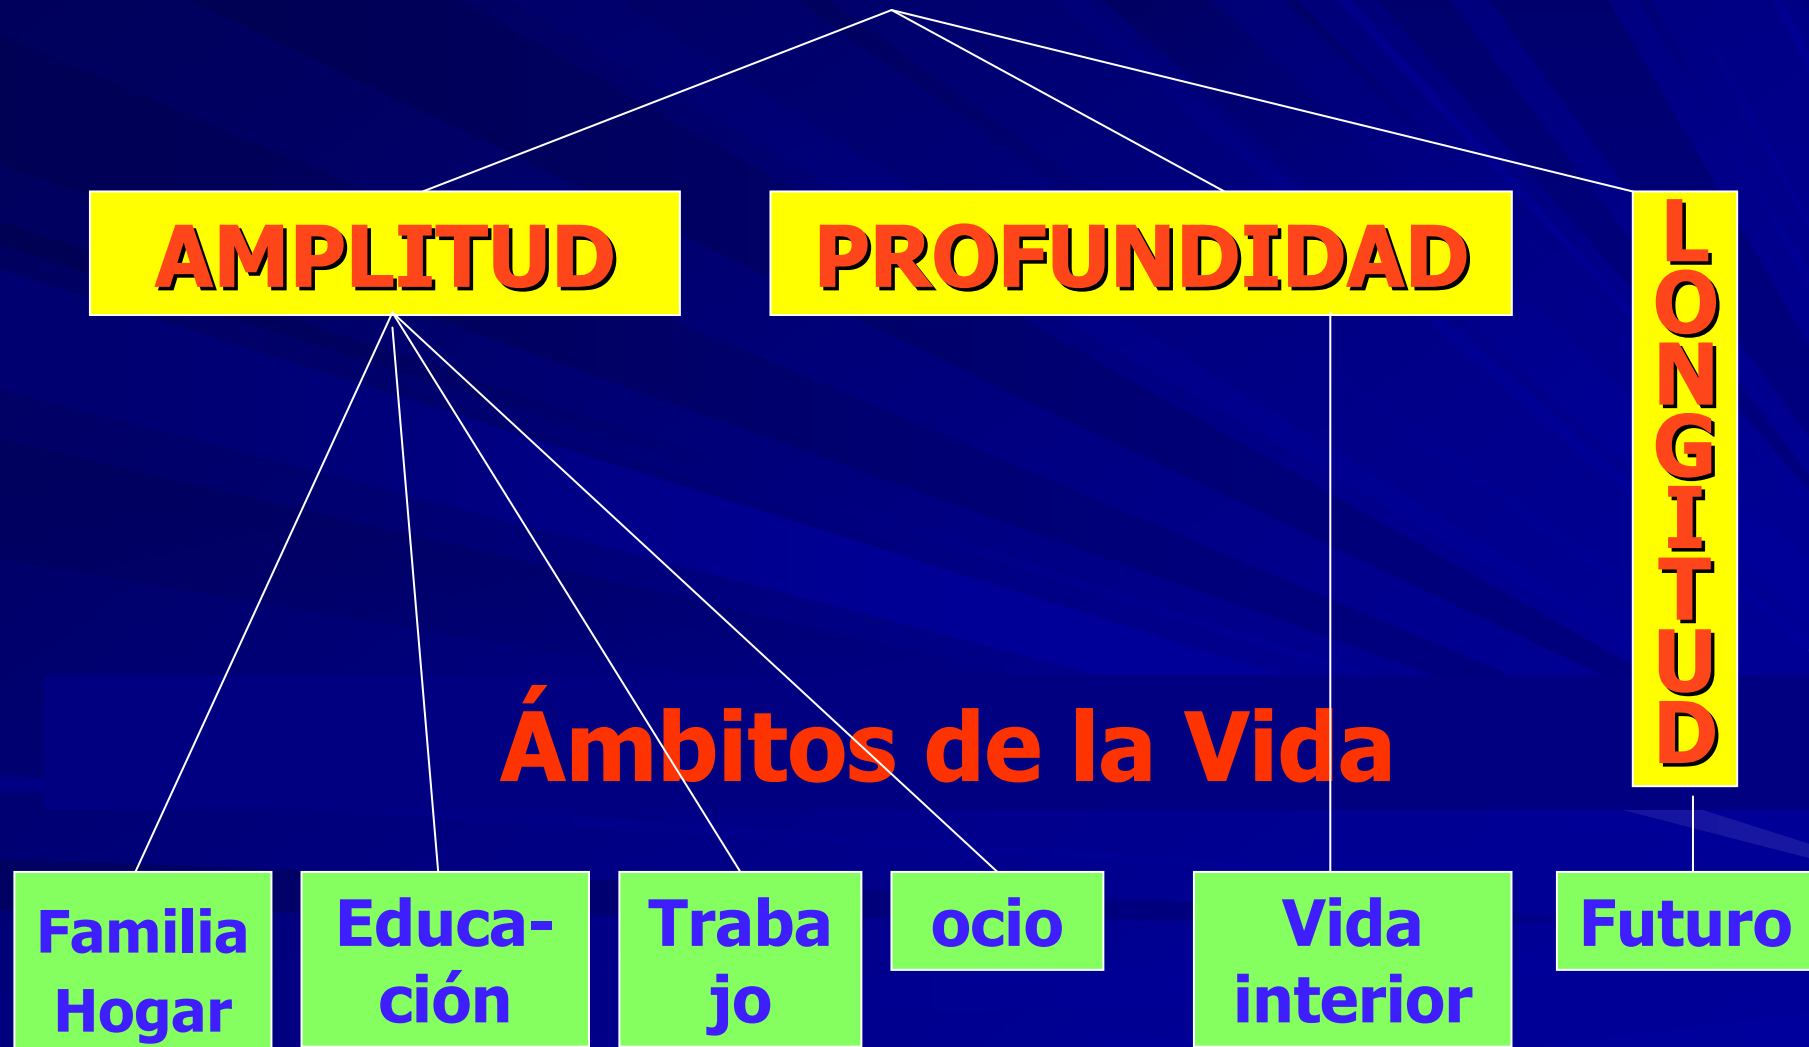 AMPLITUD
PROFUNDIDAD
LONGITUD
Ámbitos de la Vida
Familia
Hogar
Educa-
ción
Traba
jo
ocio
Vida
interior
Futuro